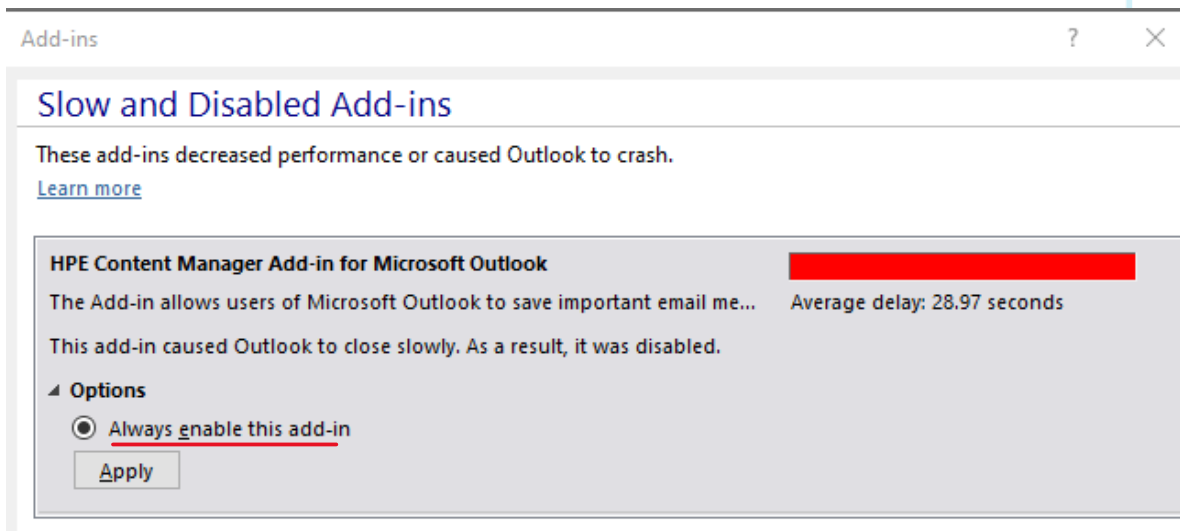 Add-ins
Slow and Disabled Add-ins
These add-ins decreased performance or caused Outlook to crash.
Learn more
HPE Content Manager Add-in for Microsoft Outlook
The Add-in allows users of Microsoft Outlook to save important email me... Average delay: 28.97 seconds
This add-in caused Outlook to close slowly. As a result, it was disabled.
Options
Always enable this add-in
Apply